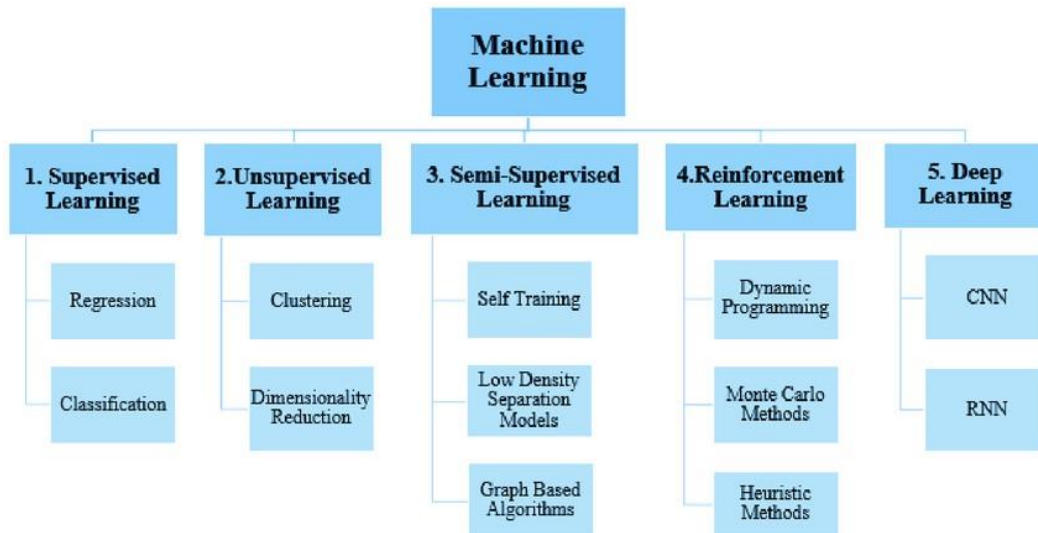 Machine
Learning
1. Supervised
Learning
Regression
Classification
2.Unsupervised
Learning
Clustering
Dimensionality
Reduction
3. Semi-Supervised
Learning
Self Training
Low Density
Separation
Models
Graph Based
Algorithms
4.Reinforcement
Learning
Dynamic
Programming
Monte Carlo
Methods
Heuristic
Methods
5. Deep
Learning
CNN
RNN